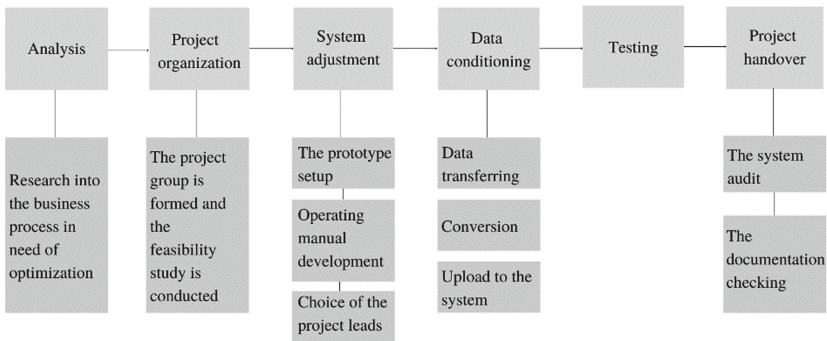 Analysis
Project
organization
System
adjustment
Data
conditioning
Testing
Project
handover
Research into
the business
process in
need of
optimization
The project
group is
formed and
the
feasibility
study is
conducted
The prototype
setup
Operating
manual
development
Choice of the
project leads
Data
transferring
Conversion
Upload to the
system
The system
audit
The
documentation
checking